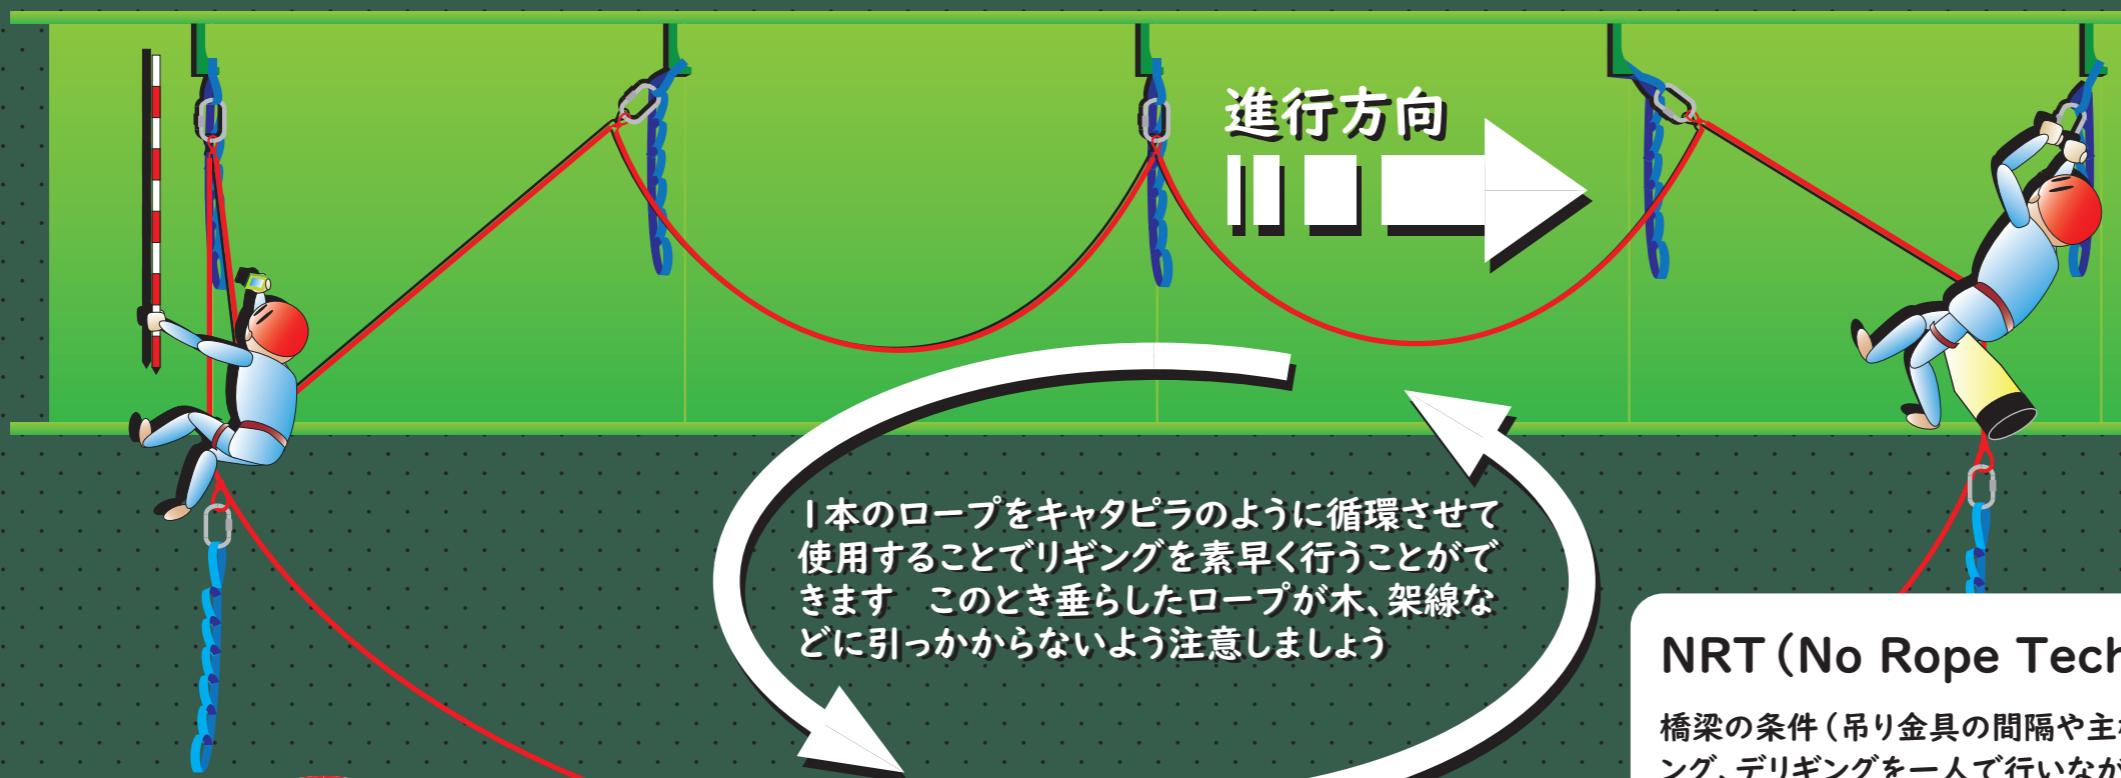 進行方向
1本のロープをキャタピラのように循環させて
使用することでリギングを素早く行うことがで
きます　このとき垂らしたロープが木、架線な
どに引っかからないよう注意しましょう
NRT（No Rope Tech
橋梁の条件（吊り金具の間隔や主
ング、デリギングを一人で行いなが